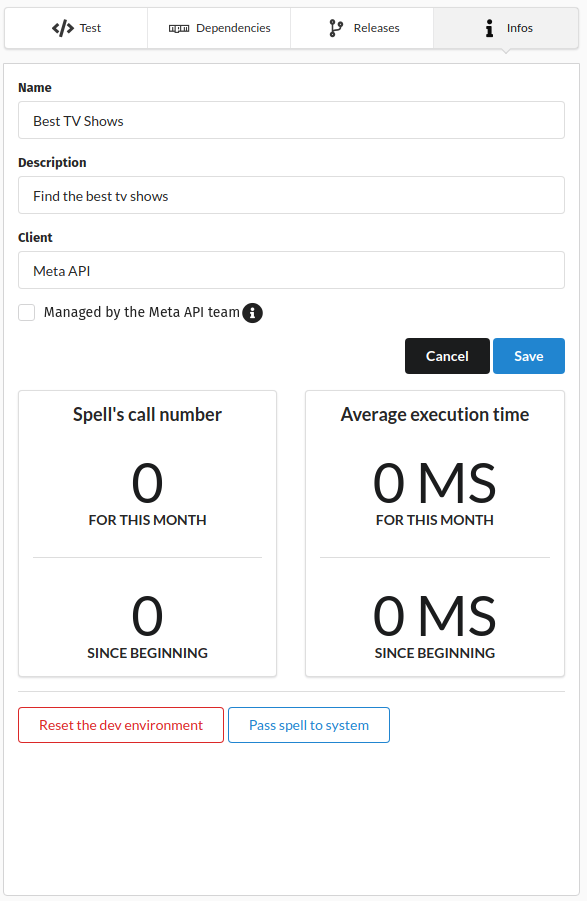 Test Dependencies Releases Infos
Name
Best TV Shows
Description
Find the best tv shows
Client
Meta API
Managed by the Meta API team
Cancel Save
Spell's call number
0
FOR THIS MONTH
0
SINCE BEGINNING
Average execution time
0 MS
FOR THIS MONTH
0 MS
SINCE BEGINNING
Reset the dev environment Pass spell to system